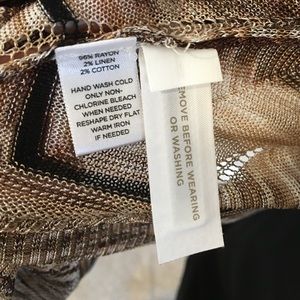 96% RAYON
2% LINEN
2% COTTON
HAND WASH COLD
ONLY NON-
CHLORINE BLEACH
WHEN NEEDED
RESHAPE DRY FLAT
WARM IRON
IF NEEDED
REMOVE BEFORE WEARING
OR WASHING